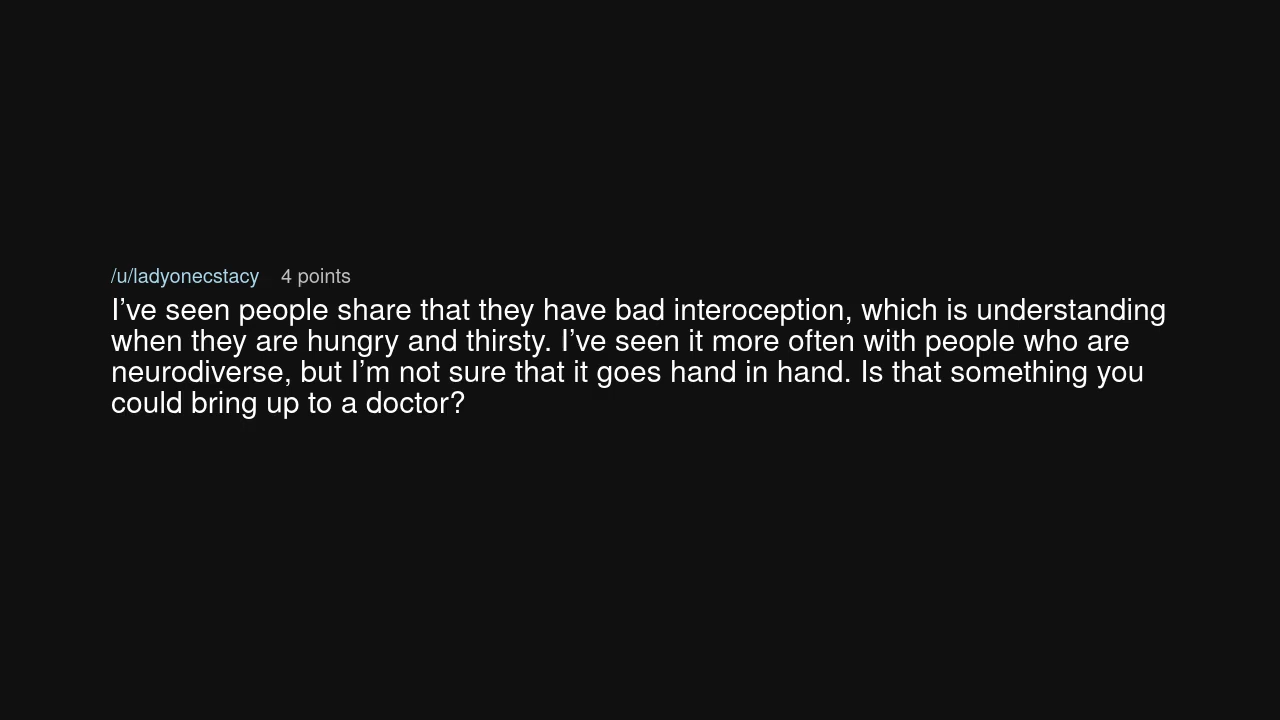 /u/ladyonecstacy 4 points
I’ve seen people share that they have bad interoception, which is understanding
when they are hungry and thirsty. I’ve seen it more often with people who are
neurodiverse, but I’m not sure that it goes hand in hand. Is that something you
could bring up to a doctor?